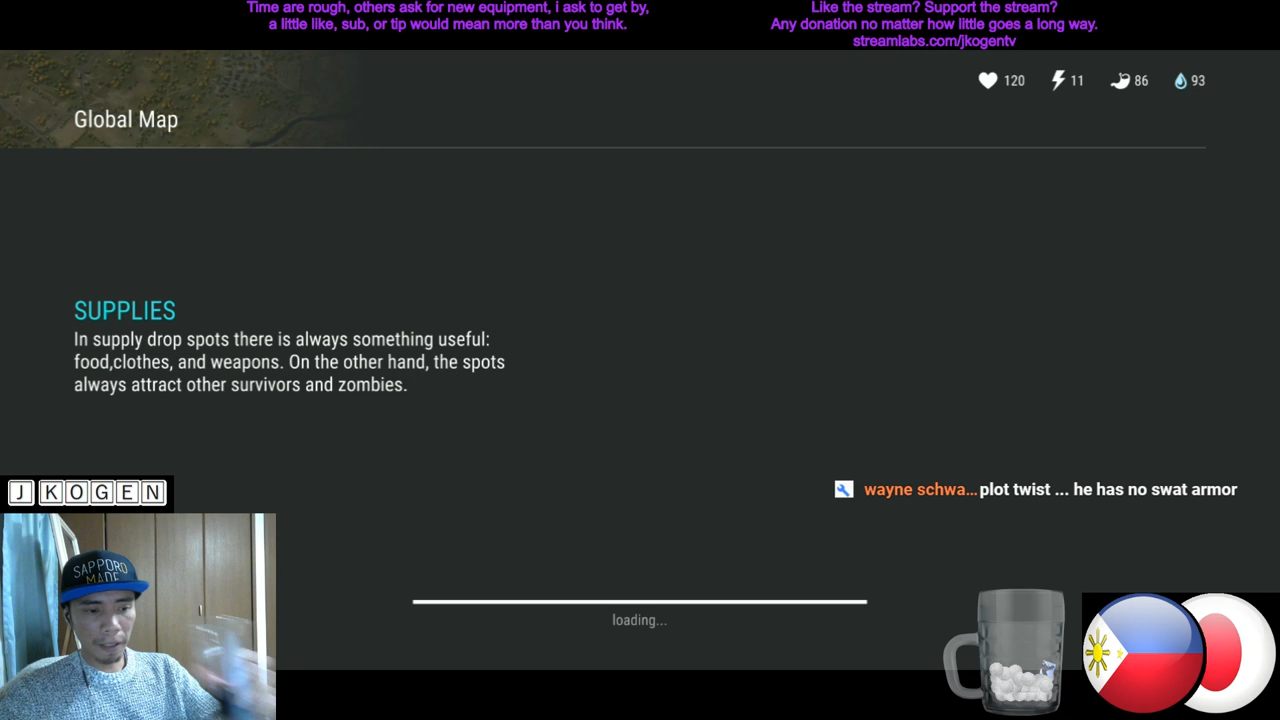 Time are rough, others ask for new equipment, i ask to get by,
a little like, sub, or tip would mean more than you think.
Like the stream? Support the stream?
Any donation no matter how little goes a long way.
streamlabs.com/jkogentv
120 11 86 93
Global Map
SUPPLIES
In supply drop spots there is always something useful:
food,clothes, and weapons. On the other hand, the spots
always attract other survivors and zombies.
J KOGEN
wayne schwa… plot twist ... he has no swat armor
SAPPORO
MADE
loading...